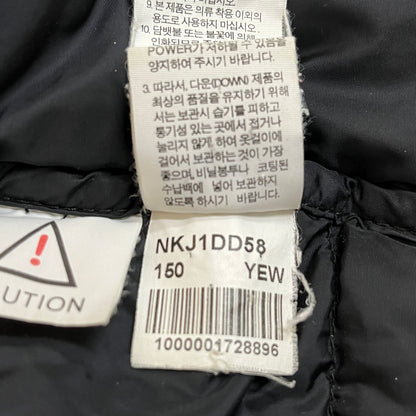 9. 본 제품은 의류 착용 이외의
용도로 사용하지 마십시오.
10. 담뱃불 또는 불꽃에 의
POWER가 저하될 수 있음을
양지하여 주시기 바랍니다.
3. 따라서, 다운(DOWN) 제품의
최상의 품질을 유지하기 위해
서는 보관시 습기를 피하고
통기성 있는 곳에서 접거나
눌리지 않게 하여 옷걸이에
걸어서 보관하는 것이 가장
좋으며, 비닐봉투나 코팅된
수납백에 넣어 보관하지
마시기 바랍니다.
NKJ1DD58
150 YEW
1000001728896
!
CAUTION